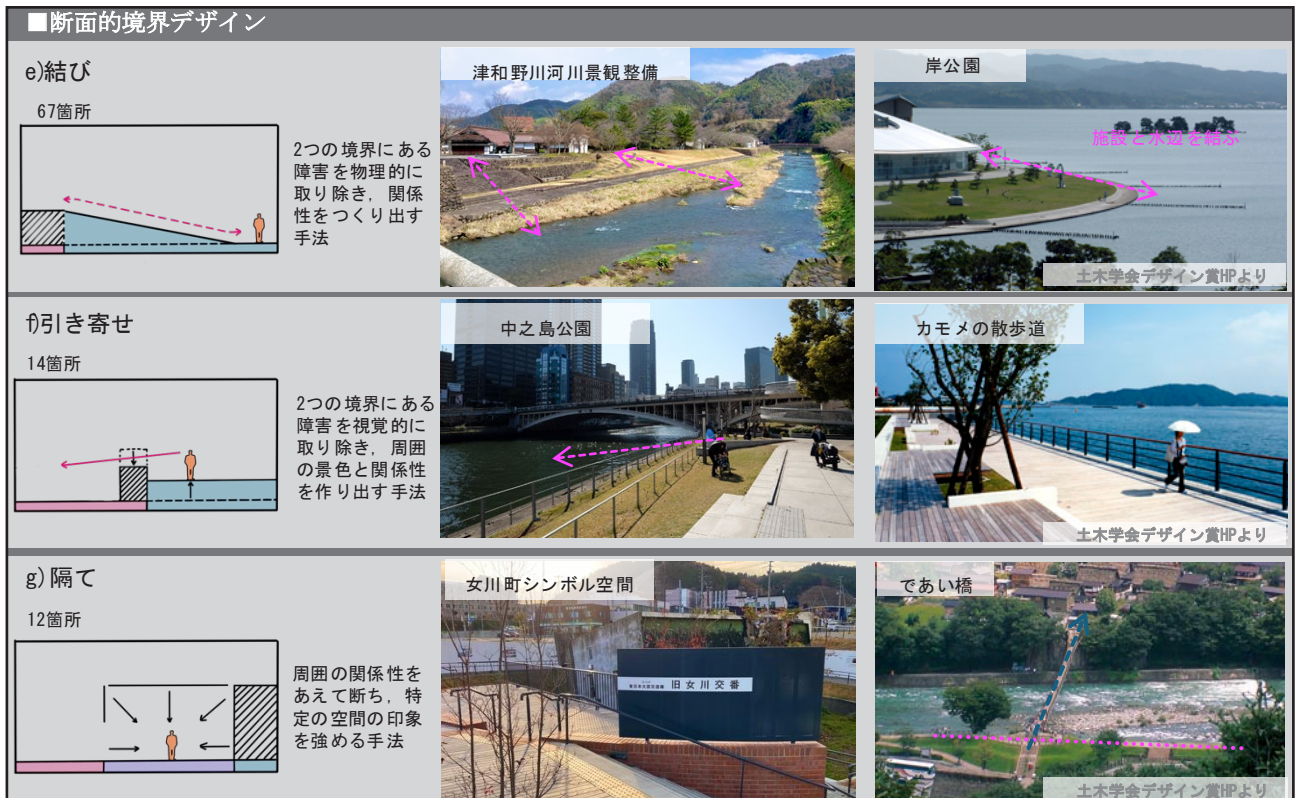 ■断面的境界デザイン
e)結び
67箇所
2つの境界にある
障害を物理的に
取り除き，関係
性をつくり出す
手法
津和野川河川景観整備
岸公園
施設と水辺を結ぶ
土木学会デザイン賞HPより
f)引き寄せ
14箇所
2つの境界にある
障害を視覚的に
取り除き，周囲
の景色と関係性
を作り出す手法
中之島公園
カモメの散歩道
土木学会デザイン賞HPより
g)隔て
12箇所
周囲の関係性を
あえて断ち，特
定の空間の印象
を強める手法
女川町シンボル空間
旧女川交番
であい橋
土木学会デザイン賞HPより